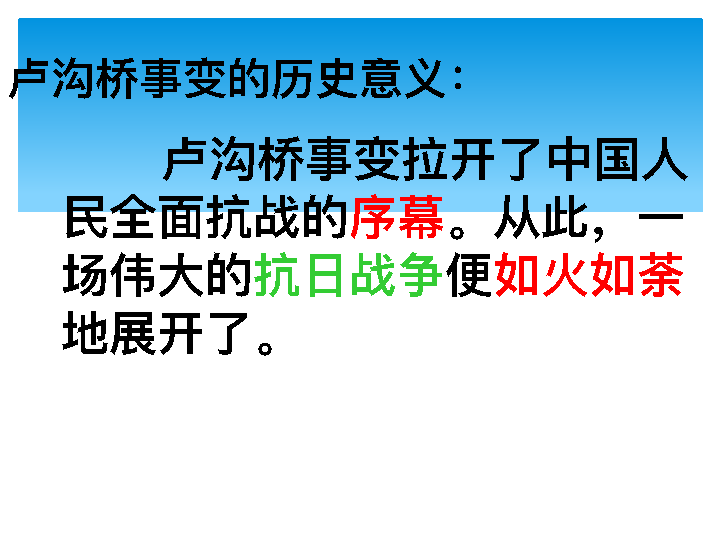 卢沟桥事变的历史意义：
卢沟桥事变拉开了中国人
民全面抗战的序幕。从此，一
场伟大的抗日战争便如火如荼
地展开了。